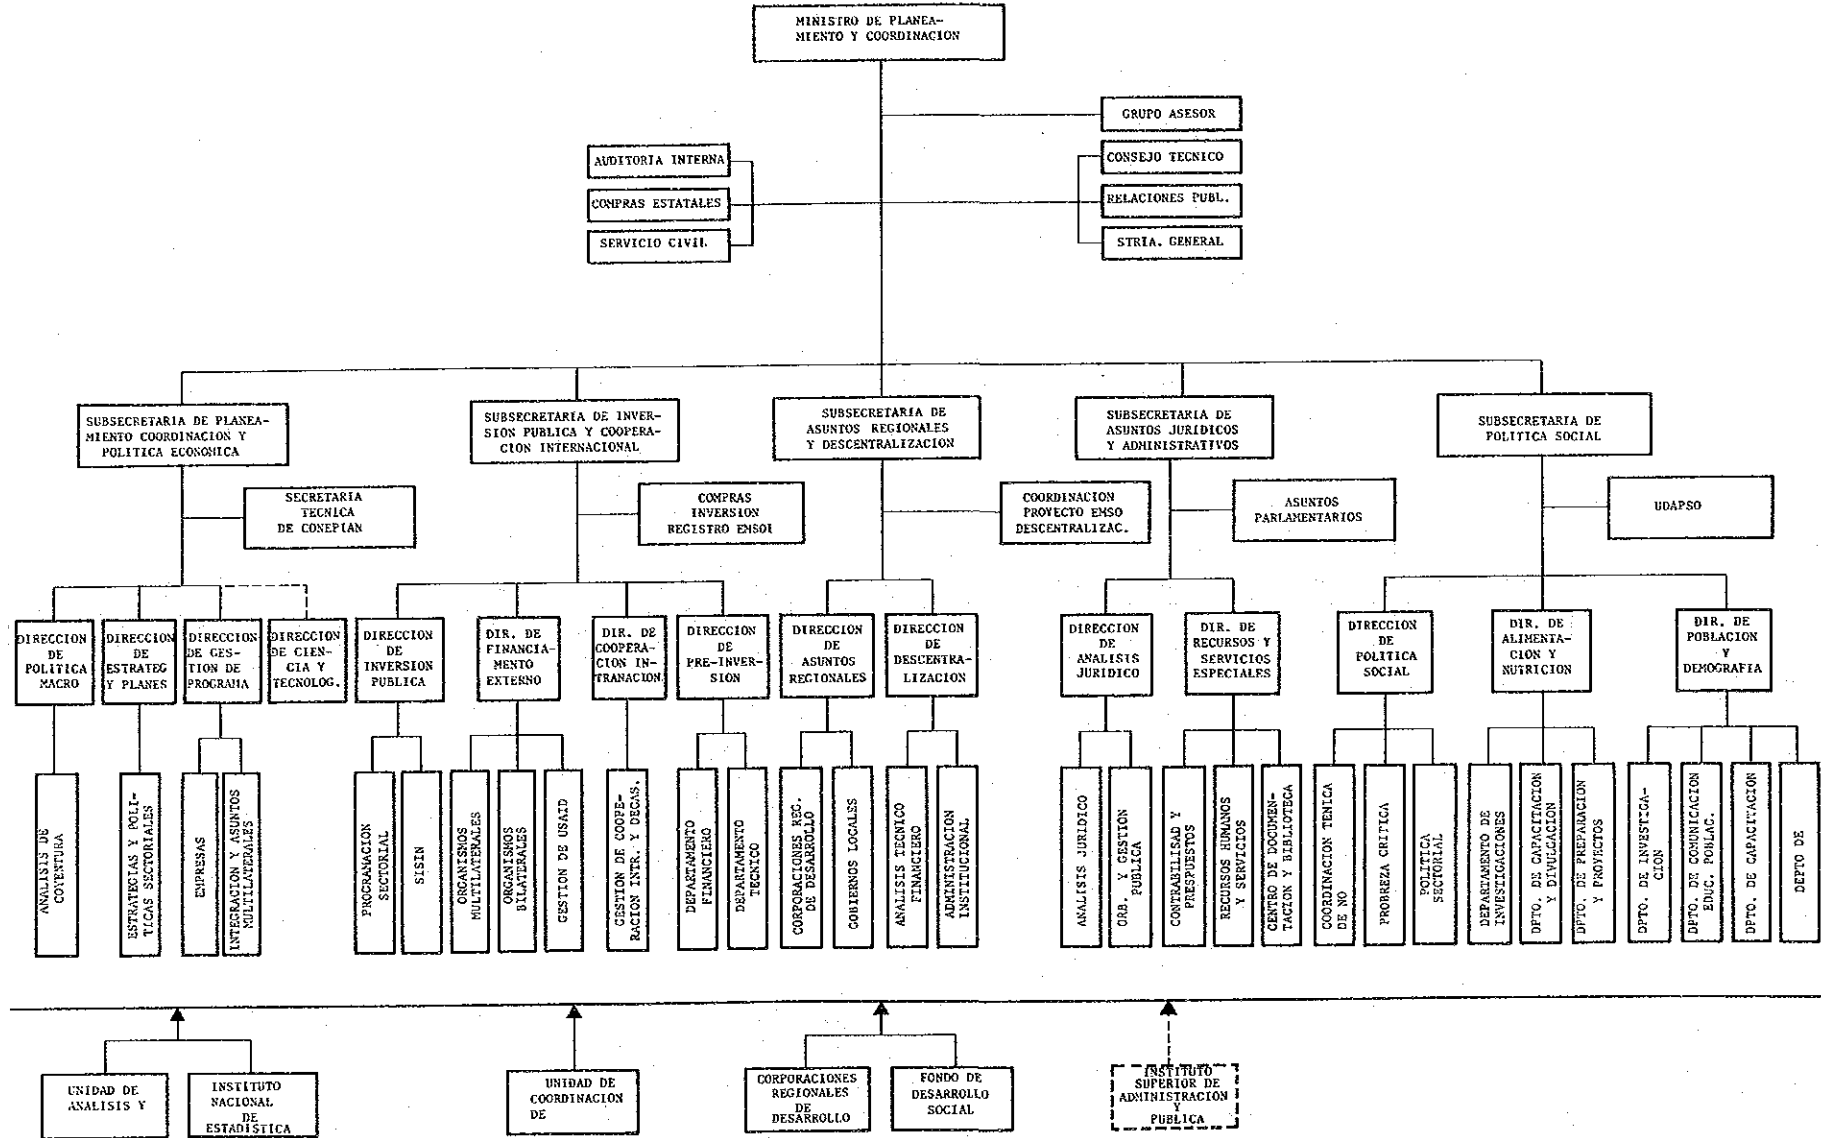 MINISTRO DE PLANEA-
MIENTO Y COORDINACION
GRUPO ASESOR
AUDITORIA INTERNA
COMPRAS ESTATALES
SERVICIO CIVIL
CONSEJO TECNICO
RELACIONES PUBL.
STRIA. GENERAL
SUBSECRETARIA DE PLANEA-
MIENTO COORDINACION Y
POLITICA ECONOMICA
SUBSECRETARIA DE INVER-
SION PUBLICA Y COOPERA-
CION INTERNACIONAL
SUBSECRETARIA DE
ASUNTOS REGIONALES
Y DESCENTRALIZACION
SUBSECRETARIA DE
ASUNTOS JURIDICOS
Y ADMINISTRATIVOS
SUBSECRETARIA DE
POLITICA SOCIAL
SECRETARIA
TECNICA
DE CONEPLAN
COMPRAS
INVERSION
REGISTRO EMSO
COORDINACION
PROYECTO EMSO
DESCENTRALIZAC.
ASUNTOS
PARLAMENTARIOS
UDAPSO
DIRECCION
DE
POLITICA
MACRO
DIRECCION
DE
ESTRATEG
Y PLANES
DIRECCION
DE GES-
TION DE
PROGRAMA
DIRECCION
DE CIEN-
CIA Y
TECNOLOG.
DIRECCION
DE
INVERSION
PUBLICA
DIR. DE
FINANCIA-
MIENTO
EXTERNO
DIR. DE
COOPERA-
CION IN-
TRANACION
DIRECCION
DE
PRE-INVER-
SION
DIRECCION
DE
ASUNTOS
REGIONALES
DIRECCION
DE
DESCENTRA-
LIZACION
DIRECCION
DE
ANALISIS
JURIDICO
DIR. DE
RECURSOS Y
SERVICIOS
ESPECIALES
DIRECCION
DE
POLITICA
SOCIAL
DIR. DE
ALIMENTA-
CION Y
NUTRICION
DIR. DE
POBLACION
Y
DEMOGRAFIA
ANALISIS DE
COYENTURA
ESTRATEGIAS Y POLI-
TICAS SECTORIALES
EMPRESAS
INTEGRACION Y ASUNTOS
MULTILATERALES
PROGRAMACION
SECTORIAL
SISIN
ORGANISMOS
MULTILATERALES
ORGANISMOS
BILATERALES
GESTION DE USAID
GESTION DE COOPE-
RACION INTR. Y DECAS.
DEPARTAMENTO
FINANCIERO
DEPARTAMENTO
TECNICO
CORPORACIONES REG.
DE DESARROLLO
GOBIERNOS LOCALES
ANALISIS TECNICO
FINANCIERO
ADMINISTRACION
INSTITUCIONAL
ANALISIS JURIDICO
ORB. Y GESTION
PUBLICA
CONTABILISAD Y
PRESPUESTOS
RECURSOS HUMANOS
Y SERVICIOS
CENTRO DE DOCUMEN-
TACION Y BIBLIOTECA
COORDINACION TENICA
DE NO
PROBREZA CRITICA
POLITICA
SECTORIAL
DEPARTAMENTO DE
INVESTIGACIONES
DPTO. DE CAPACITACION
Y DIVULGACION
DPTO. DE PREPARACION
Y PROYECTOS
DPTO. DE INVESTIGA-
CION
DPTO. DE COMUNICACION
EDUC. POBLAC.
DPTO. DE CAPACITACION
DEPTO DE
UNIDAD DE
ANALISIS Y
INSTITUTO
NACIONAL
DE
ESTADISTICA
UNIDAD DE
COORDINACION
DE
CORPORACIONES
REGIONALES
DE
DESARROLLO
FONDO DE
DESARROLLO
SOCIAL
INSTITUTO
SUPERIOR DE
ADMINISTRACION
Y
PUBLICA